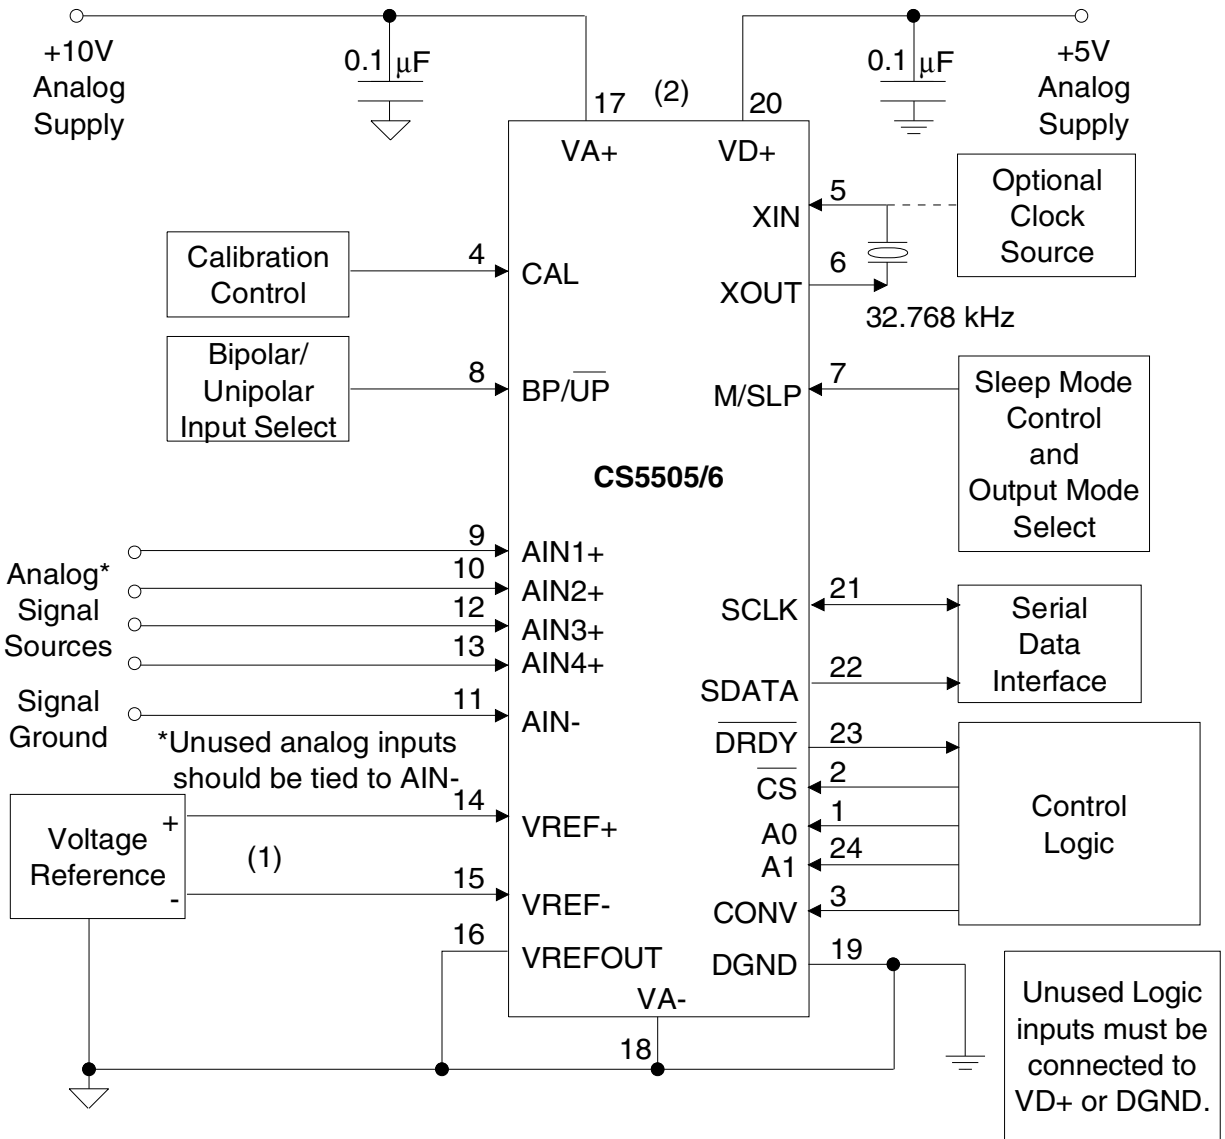 +10V
Analog
Supply
0.1 µF
17
(2)
20
0.1 µF
+5V
Analog
Supply
VA+
VD+
Calibration
Control
4
CAL
XIN
5
Optional
Clock
Source
XOUT
6
32.768 kHz
Bipolar/
Unipolar
Input Select
8
BP/U̅P̅
M/SLP
7
Sleep Mode
Control
and
Output Mode
Select
CS5505/6
Analog*
Signal
Sources
9
AIN1+
10
AIN2+
12
AIN3+
13
AIN4+
Signal
Ground
11
AIN-
*Unused analog inputs
should be tied to AIN-
SCLK
21
SDATA
22
Serial
Data
Interface
D̅R̅D̅Y̅
23
C̅S̅
2
A0
1
A1
24
CONV
3
Control
Logic
Voltage
Reference
+
-
(1)
14
VREF+
15
VREF-
16
VREFOUT
DGND
19
VA-
18
Unused Logic
inputs must be
connected to
VD+ or DGND.